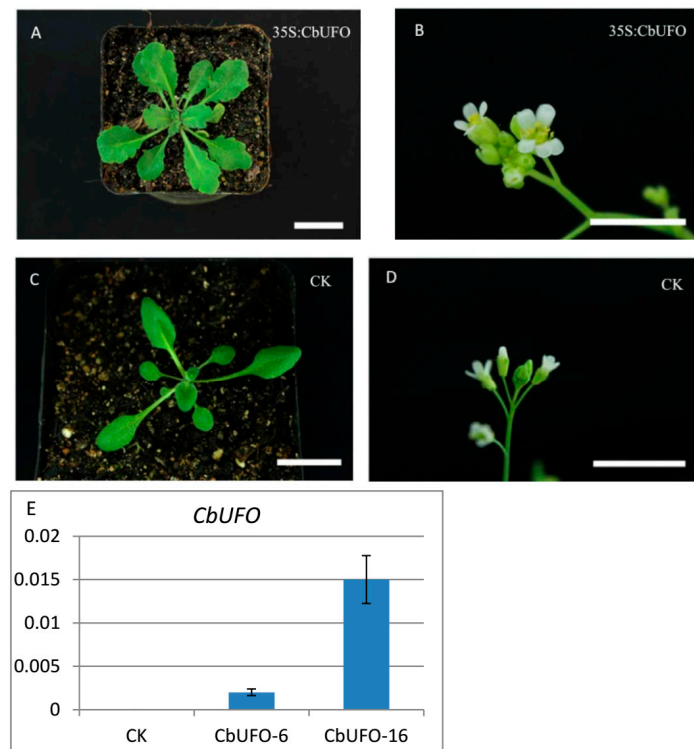 A
35S:CbUFO
B
35S:CbUFO
C
CK
D
CK
E
CbUFO
0.02
0.015
0.01
0.005
0
CK
CbUFO-6
CbUFO-16